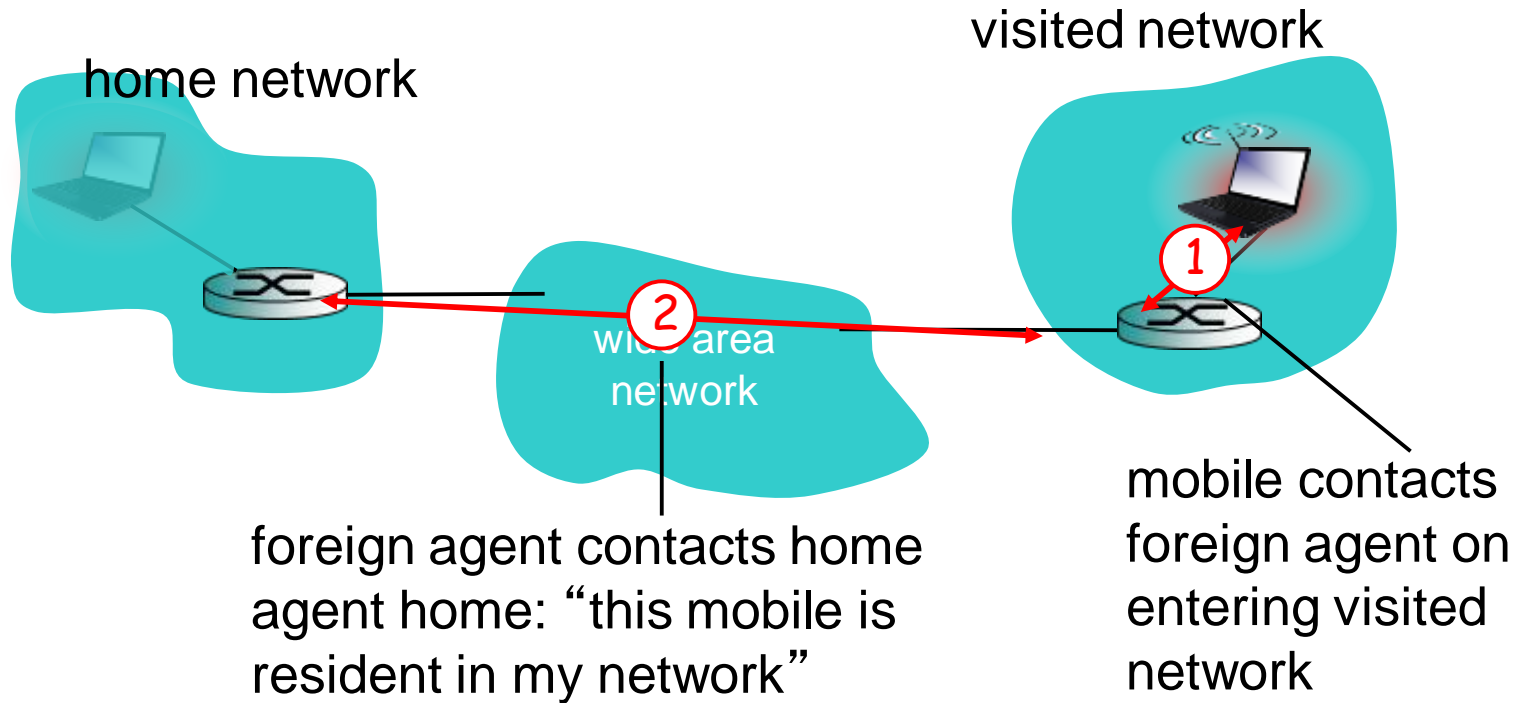 visited network
home network
1
2
wide area
network
foreign agent contacts home
agent home: “this mobile is
resident in my network”
mobile contacts
foreign agent on
entering visited
network